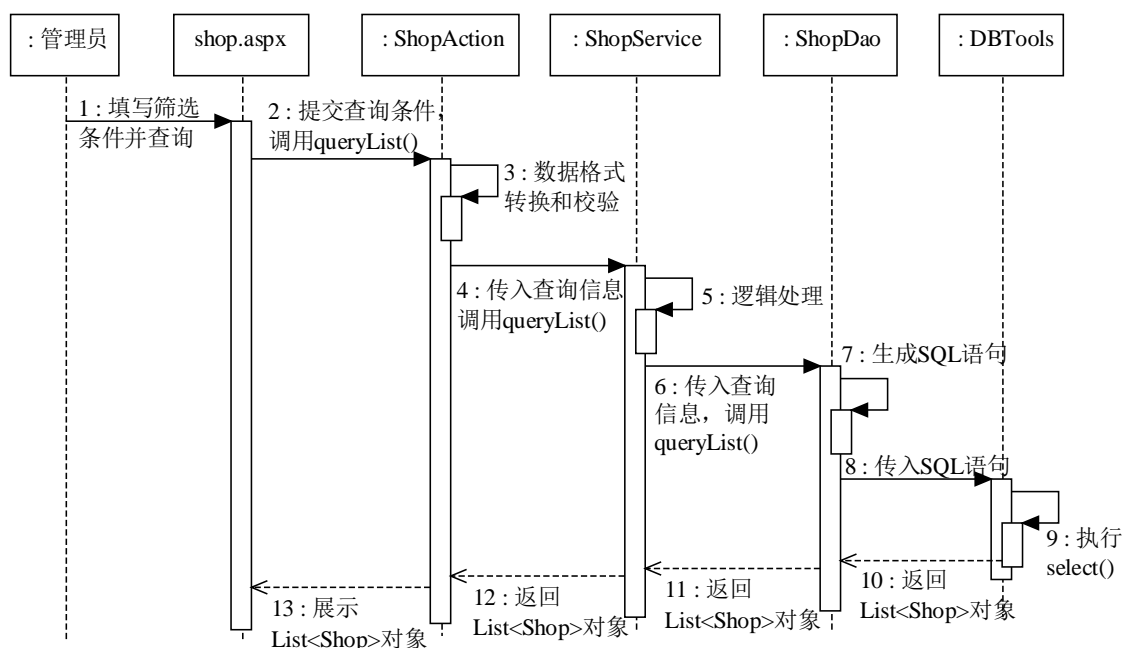 : 管理员
shop.aspx
: ShopAction
: ShopService
: ShopDao
: DBTools
1 : 填写筛选
条件并查询
2 : 提交查询条件,
调用queryList()
3 : 数据格式
转换和校验
4 : 传入查询信息
调用queryList()
5 : 逻辑处理
6 : 传入查询
信息，调用
queryList()
7 : 生成SQL语句
8 : 传入SQL语句
9 : 执行
select()
10 : 返回
List<Shop>对象
11 : 返回
List<Shop>对象
12 : 返回
List<Shop>对象
13 : 展示
List<Shop>对象